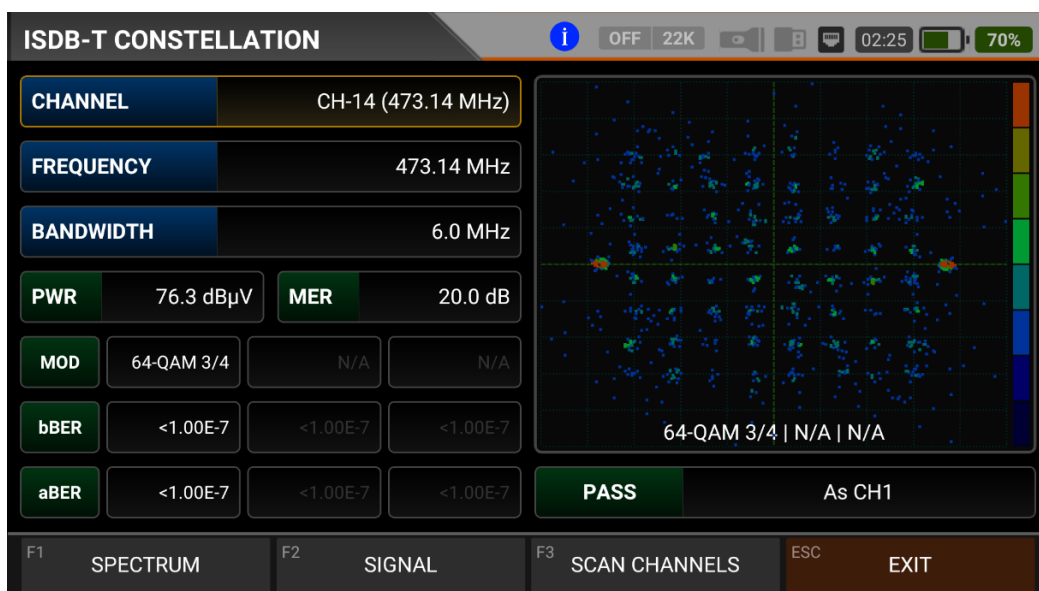 ISDB-T CONSTELLATION
i OFF 22K 02:25 70%
CHANNEL CH-14 (473.14 MHz)
FREQUENCY 473.14 MHz
BANDWIDTH 6.0 MHz
PWR 76.3 dBµV MER 20.0 dB
MOD 64-QAM 3/4 N/A N/A
bBER <1.00E-7 <1.00E-7 <1.00E-7
aBER <1.00E-7 <1.00E-7 <1.00E-7
64-QAM 3/4 | N/A | N/A
PASS As CH1
F1 SPECTRUM F2 SIGNAL F3 SCAN CHANNELS ESC EXIT